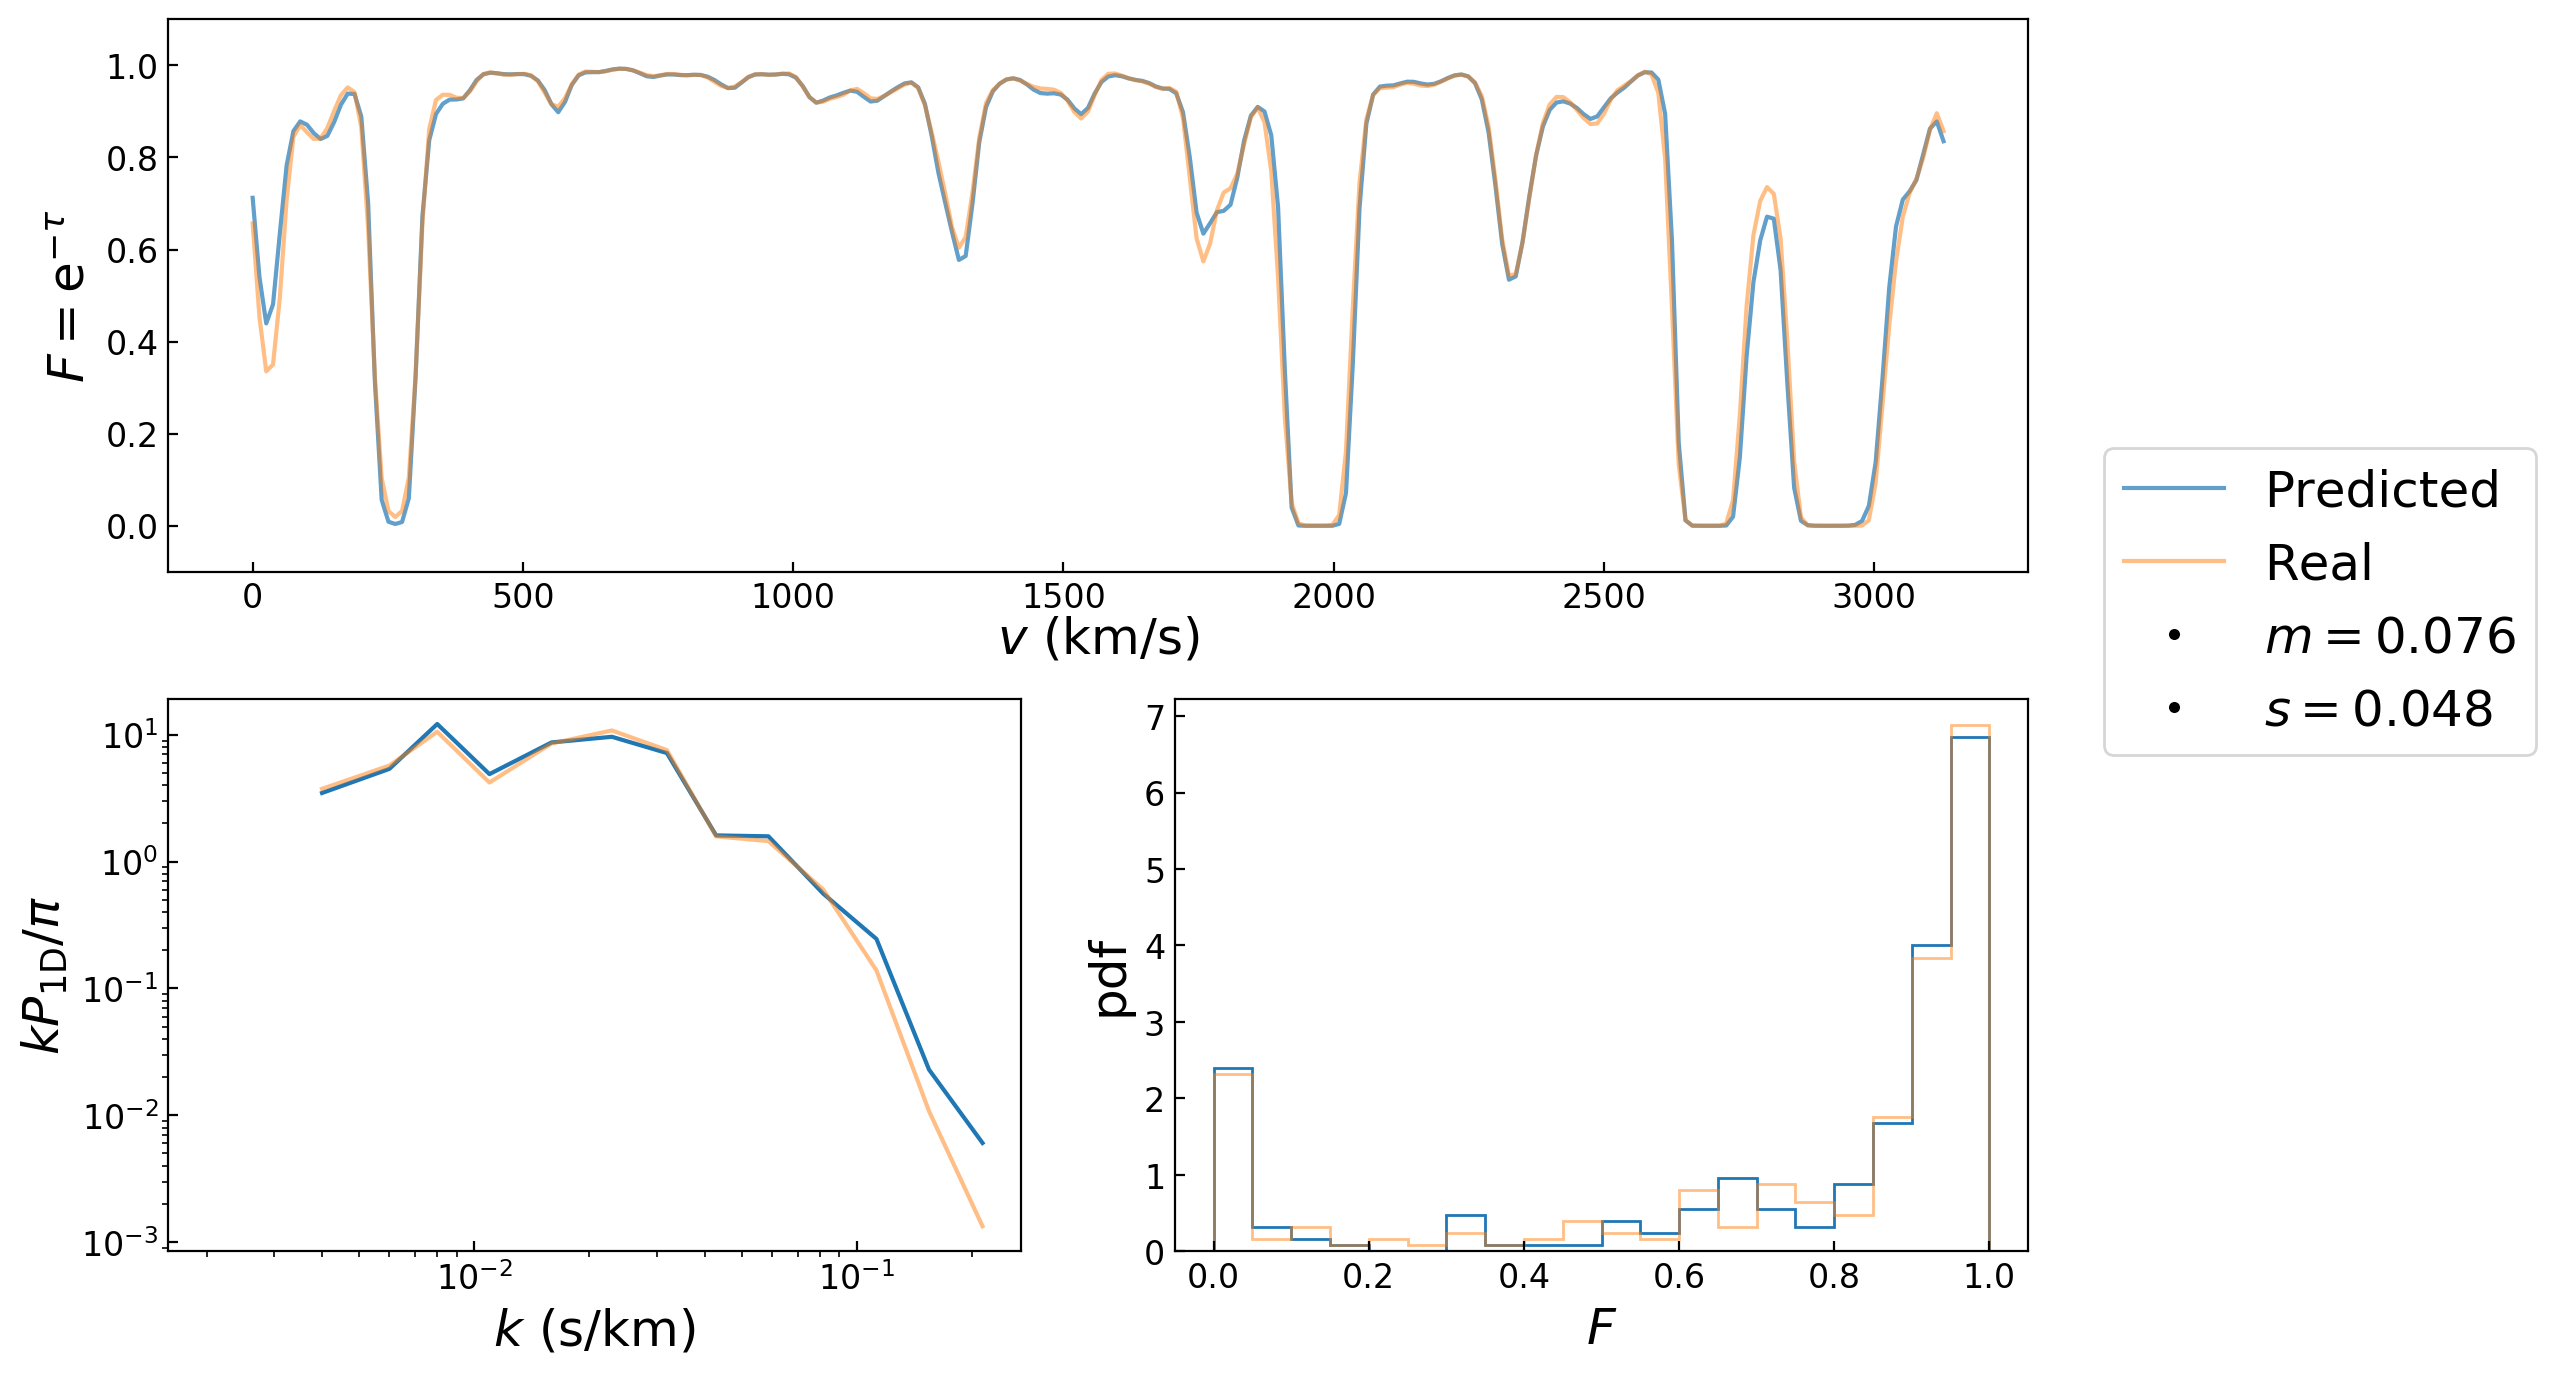 1.0
0.8
0.6
0.4
0.2
0.0
F = e^{−τ}
0 500 1000 1500 2000 2500 3000
v (km/s)
Predicted
Real
m = 0.076
s = 0.048
10^1
10^0
10^{−1}
10^{−2}
10^{−3}
kP_{1D}/π
10^{−2} 10^{−1}
k (s/km)
7
6
5
4
3
2
1
0
pdf
0.0 0.2 0.4 0.6 0.8 1.0
F